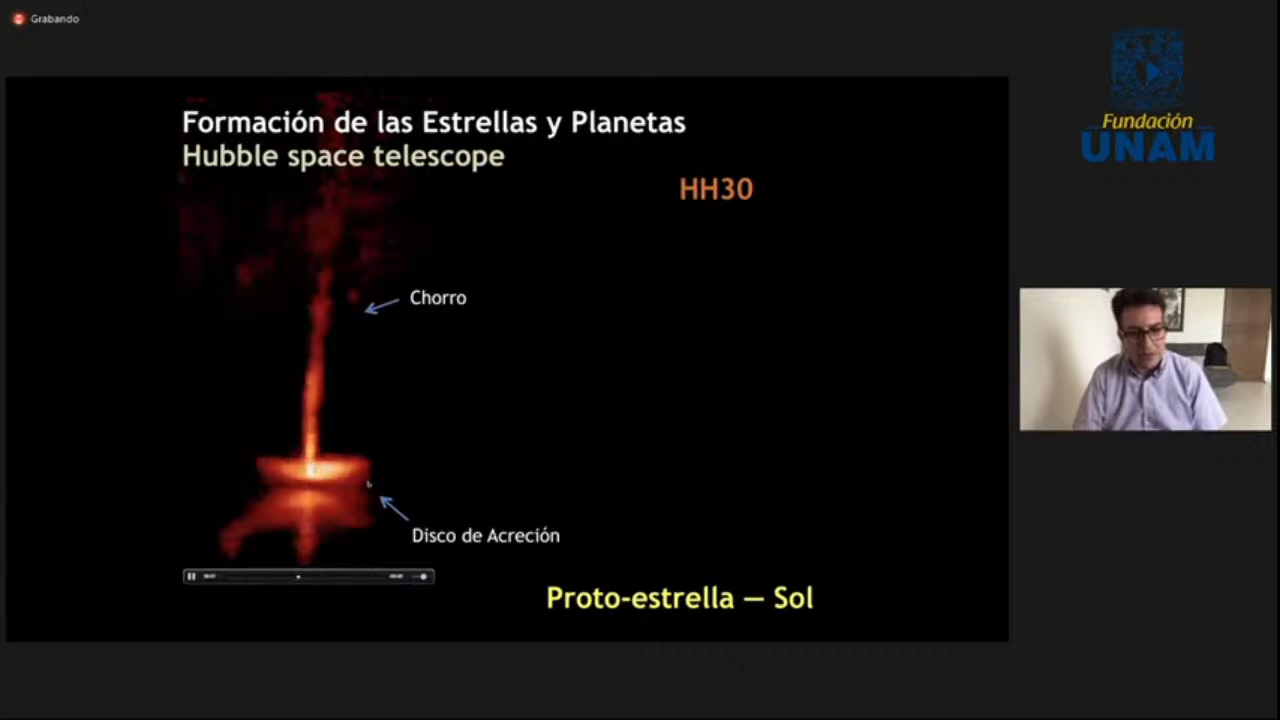 Grabando
Formación de las Estrellas y Planetas
Hubble space telescope
HH30
Chorro
Disco de Acreción
Proto-estrella — Sol
Fundación
UNAM